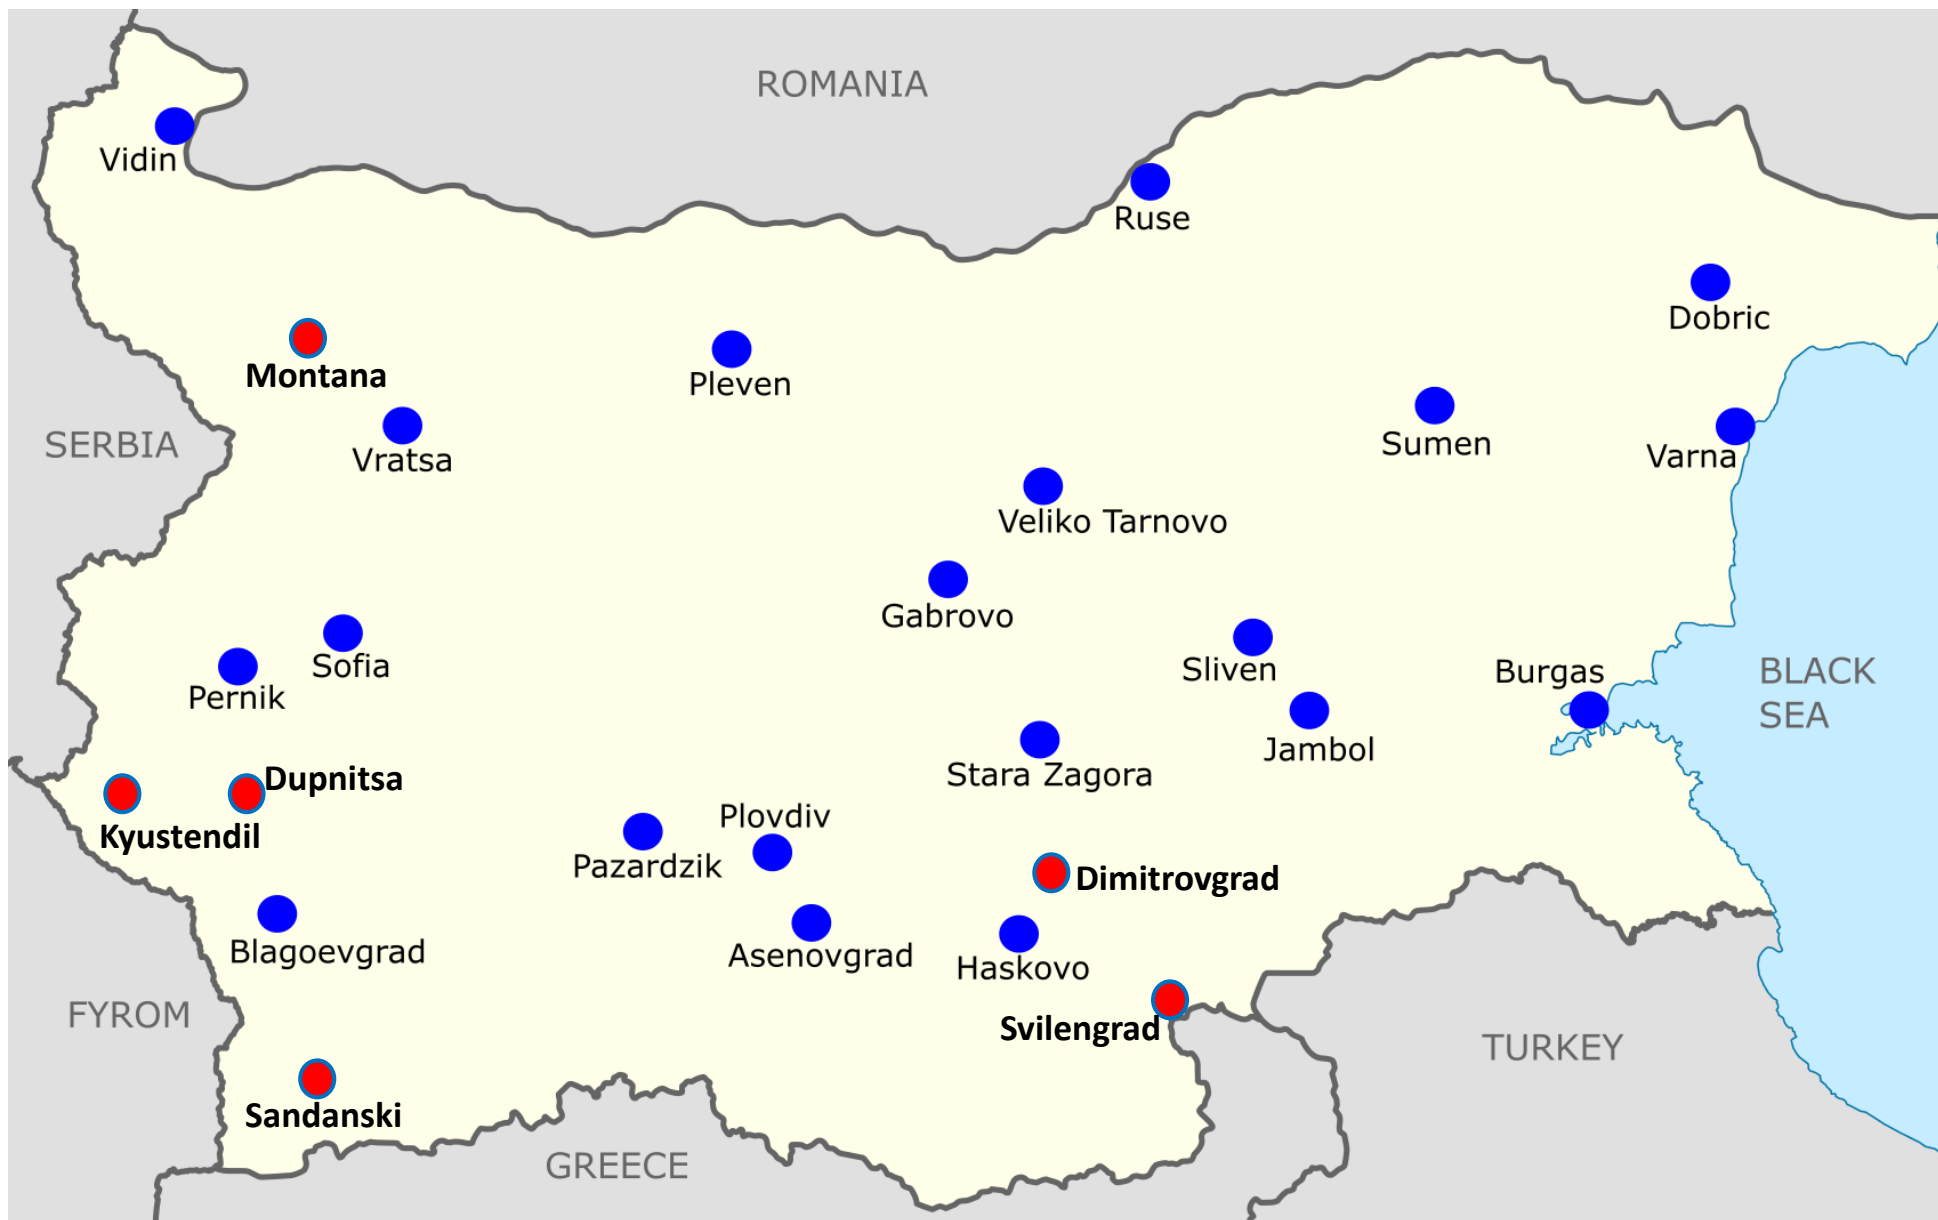 ROMANIA
Vidin
Ruse
Dobric
Montana
Pleven
SERBIA
Vratsa
Sumen
Varna
Veliko Tarnovo
Gabrovo
Sofia
Pernik
Sliven
Burgas
BLACK
SEA
Jambol
Stara Zagora
Dupnitsa
Kyustendil
Plovdiv
Pazardzik
Dimitrovgrad
Blagoevgrad
Asenovgrad
Haskovo
FYROM
Svilengrad
TURKEY
Sandanski
GREECE